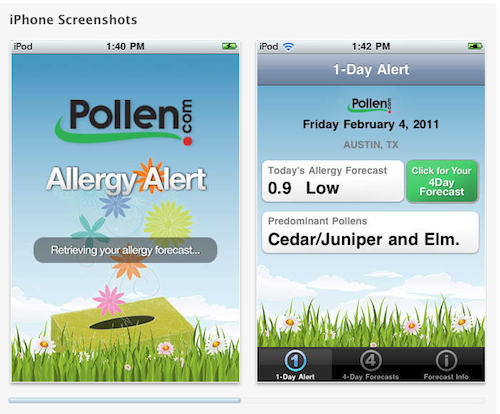 iPhone Screenshots
iPod 1:40 PM
Pollen.com
Allergy Alert
Retrieving your allergy forecast...
iPod 1:42 PM
1-Day Alert
Pollen.com
Friday February 4, 2011
AUSTIN, TX
Today's Allergy Forecast
0.9 Low
Click for Your
4Day
Forecast
Predominant Pollens
Cedar/Juniper and Elm.
1 4 i
1-Day Alert 4-Day Forecasts Forecast Info